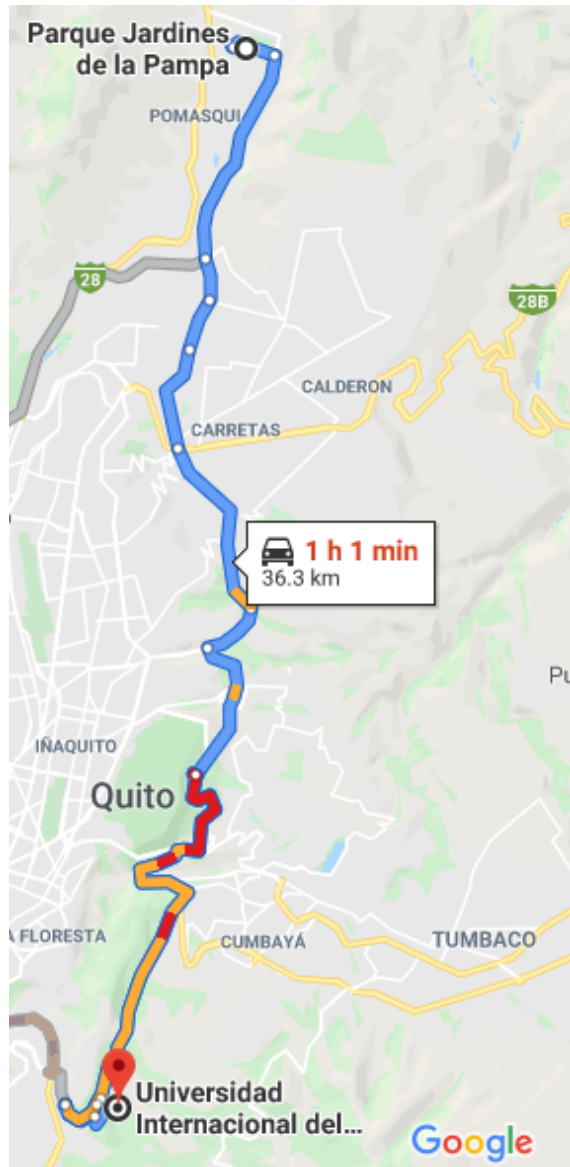 Parque Jardines
de la Pampa
POMASQUI
28
28B
CALDERON
CARRETAS
1 h 1 min
36.3 km
Pu
IÑAQUITO
Quito
A FLORESTA
CUMBAYÁ
TUMBACO
Universidad
Internacional del...
Google